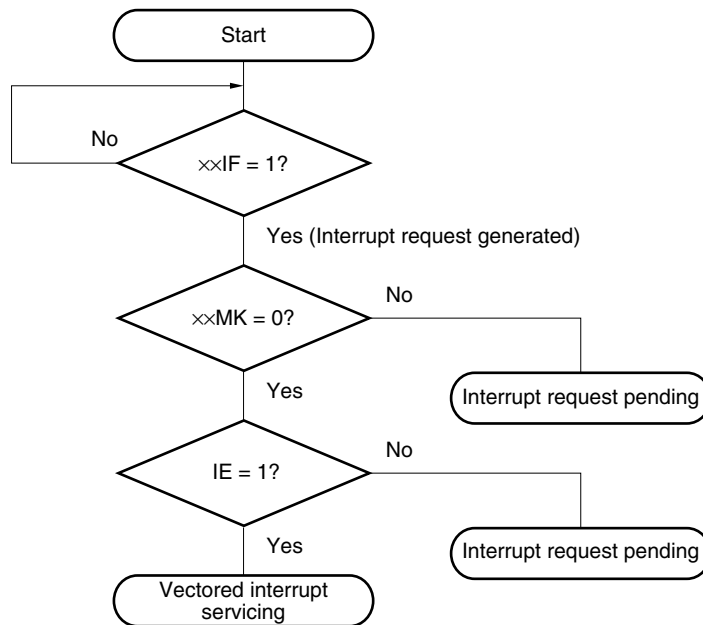 Start
No
××IF = 1?
Yes (Interrupt request generated)
No
××MK = 0?
Interrupt request pending
Yes
No
IE = 1?
Interrupt request pending
Yes
Vectored interrupt
servicing